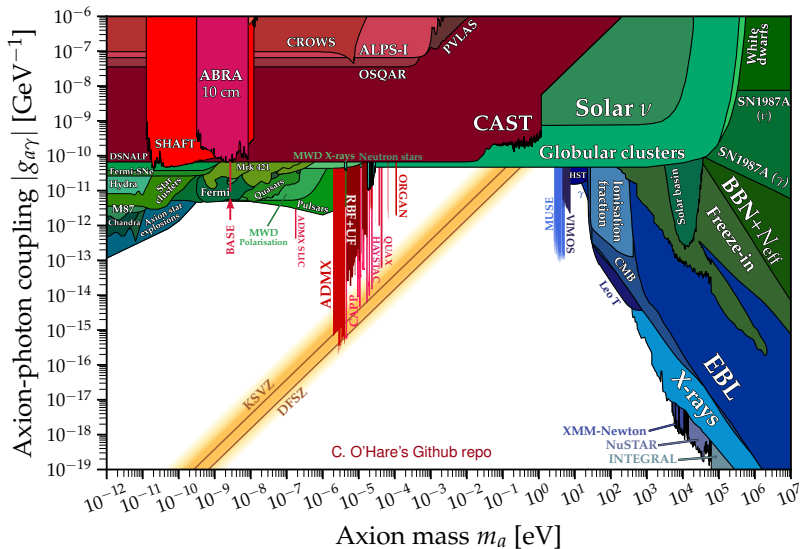 10⁻⁶
10⁻⁷
10⁻⁸
10⁻⁹
10⁻¹⁰
10⁻¹¹
10⁻¹²
10⁻¹³
10⁻¹⁴
10⁻¹⁵
10⁻¹⁶
10⁻¹⁷
10⁻¹⁸
10⁻¹⁹
Axion-photon coupling |g_{aγ}| [GeV⁻¹]
CROWS
ALPS-I
PVLAS
OSQAR
ABRA
10 cm
SHAFT
CAST
Solar ν
White
dwarfs
SN1987A
(ν)
SN1987A (γ)
Globular clusters
DSNALP
Fermi-SNe
Hydra
M87
Chandra
Star
clusters
Axion star
explosions
Mrk 421
Fermi
Quasars
Pulsars
MWD X-rays
Neutron stars
MWD
Polarisation
BASE
ADMX SLIC
ADMX
RBF+UF
CAPP
HAYSTAC
QUAX
ORGAN
MUSE
VIMOS
HST
γ
Ionisation
fraction
Solar basin
BBN+N_{eff}
Freeze-in
CMB
Leo T
EBL
X-rays
XMM-Newton
NuSTAR
INTEGRAL
KSVZ
DFSZ
C. O'Hare's Github repo
10⁻¹²
10⁻¹¹
10⁻¹⁰
10⁻⁹
10⁻⁸
10⁻⁷
10⁻⁶
10⁻⁵
10⁻⁴
10⁻³
10⁻²
10⁻¹
10⁰
10¹
10²
10³
10⁴
10⁵
10⁶
10⁷
Axion mass m_a [eV]